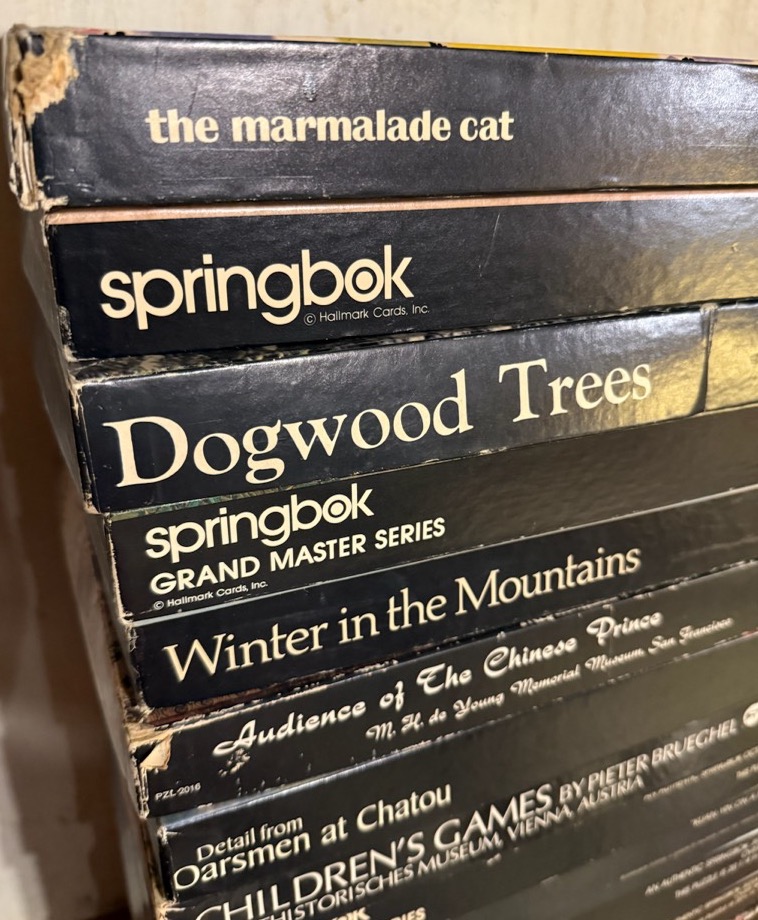 the marmalade cat
springbok
© Hallmark Cards, Inc.
Dogwood Trees
springbok
GRAND MASTER SERIES
© Hallmark Cards, Inc.
Winter in the Mountains
Audience of The Chinese Prince
M. H. de Young Memorial Museum, San Francisco
PZL 2016
Detail from
Oarsmen at Chatou
CHILDREN'S GAMES BY PIETER BRUEGHEL
HISTORISCHES MUSEUM, VIENNA, AUSTRIA